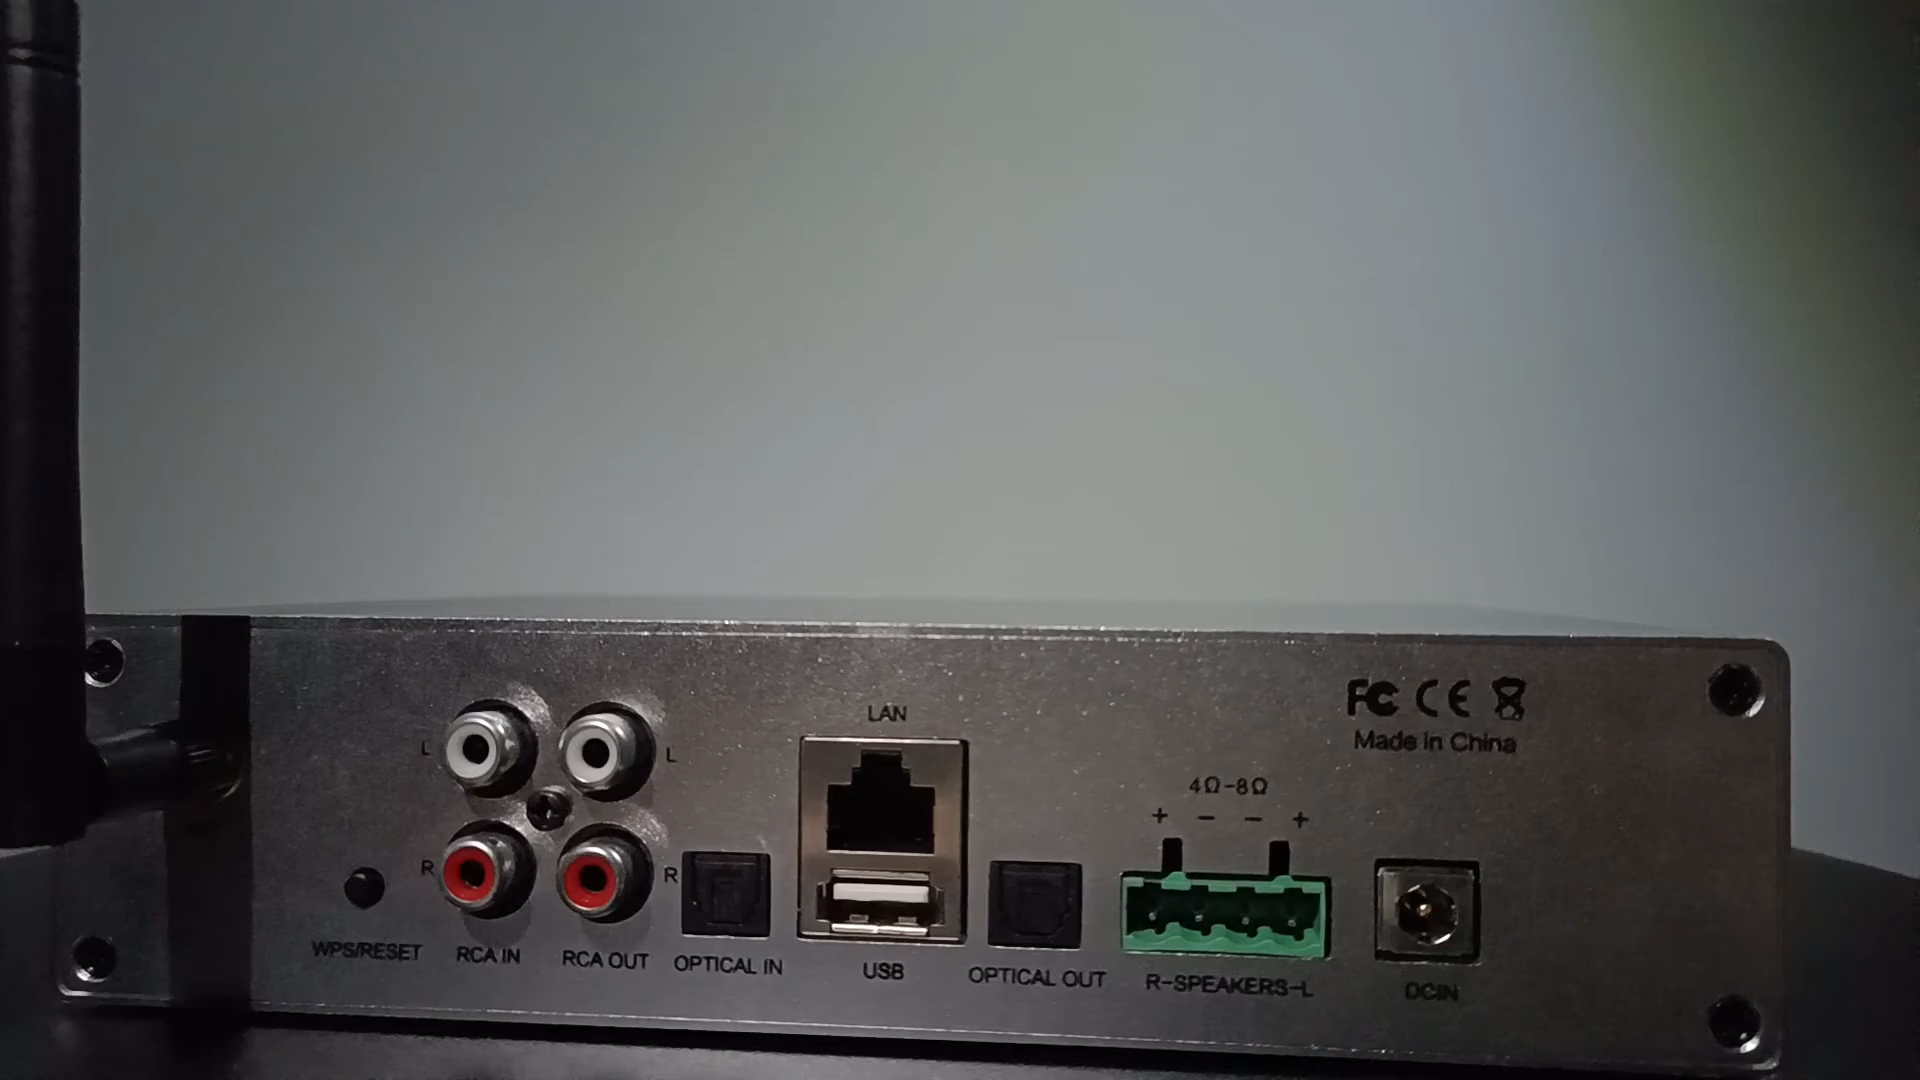 FC CE
Made in China
LAN
L
L
4Ω-8Ω
+ - - +
R
R
WPS/RESET
RCA IN
RCA OUT
OPTICAL IN
USB
OPTICAL OUT
R-SPEAKERS-L
DCIN